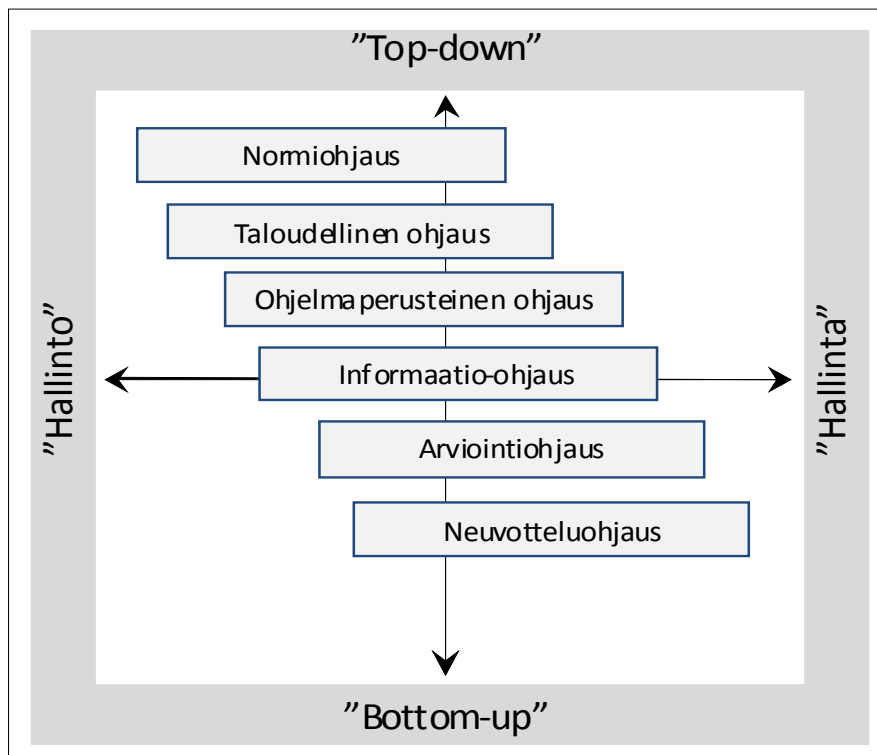 ”Top-down”
Normiohjaus
Taloudellinen ohjaus
Ohjelmaperusteinen ohjaus
”Hallinto”
Informaatio-ohjaus
”Hallinta”
Arviointiohjaus
Neuvotteluohjaus
”Bottom-up”